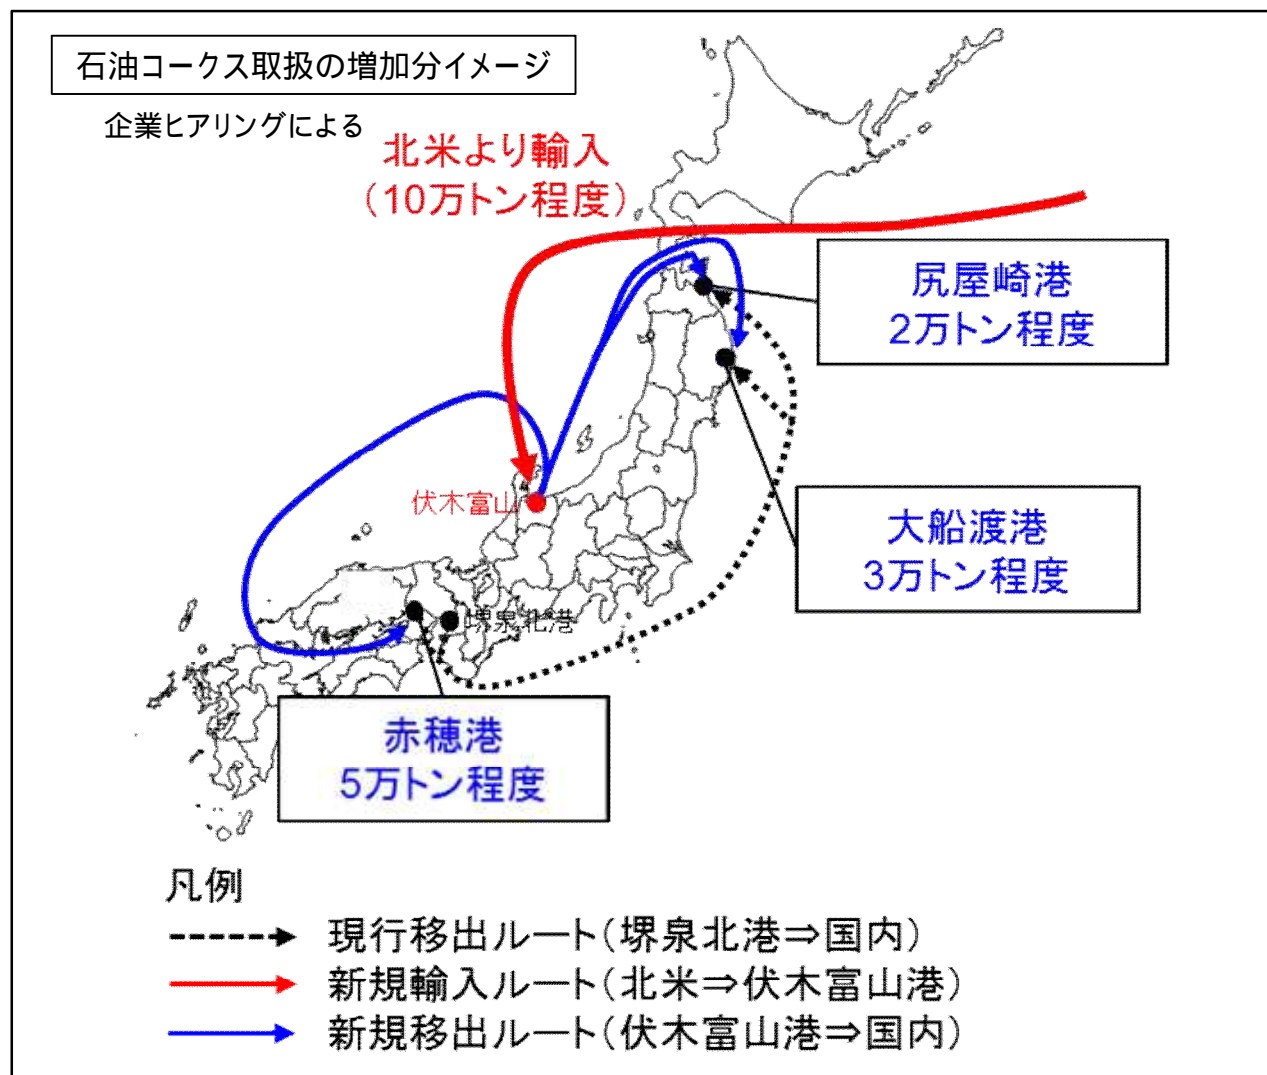 石油コークス取扱の増加分イメージ
企業ヒアリングによる
北米より輸入
（10万トン程度）
尻屋崎港
2万トン程度
伏木富山
大船渡港
3万トン程度
堺泉北港
赤穂港
5万トン程度
凡例
現行移出ルート（堺泉北港⇒国内）
新規輸入ルート（北米⇒伏木富山港）
新規移出ルート（伏木富山港⇒国内）